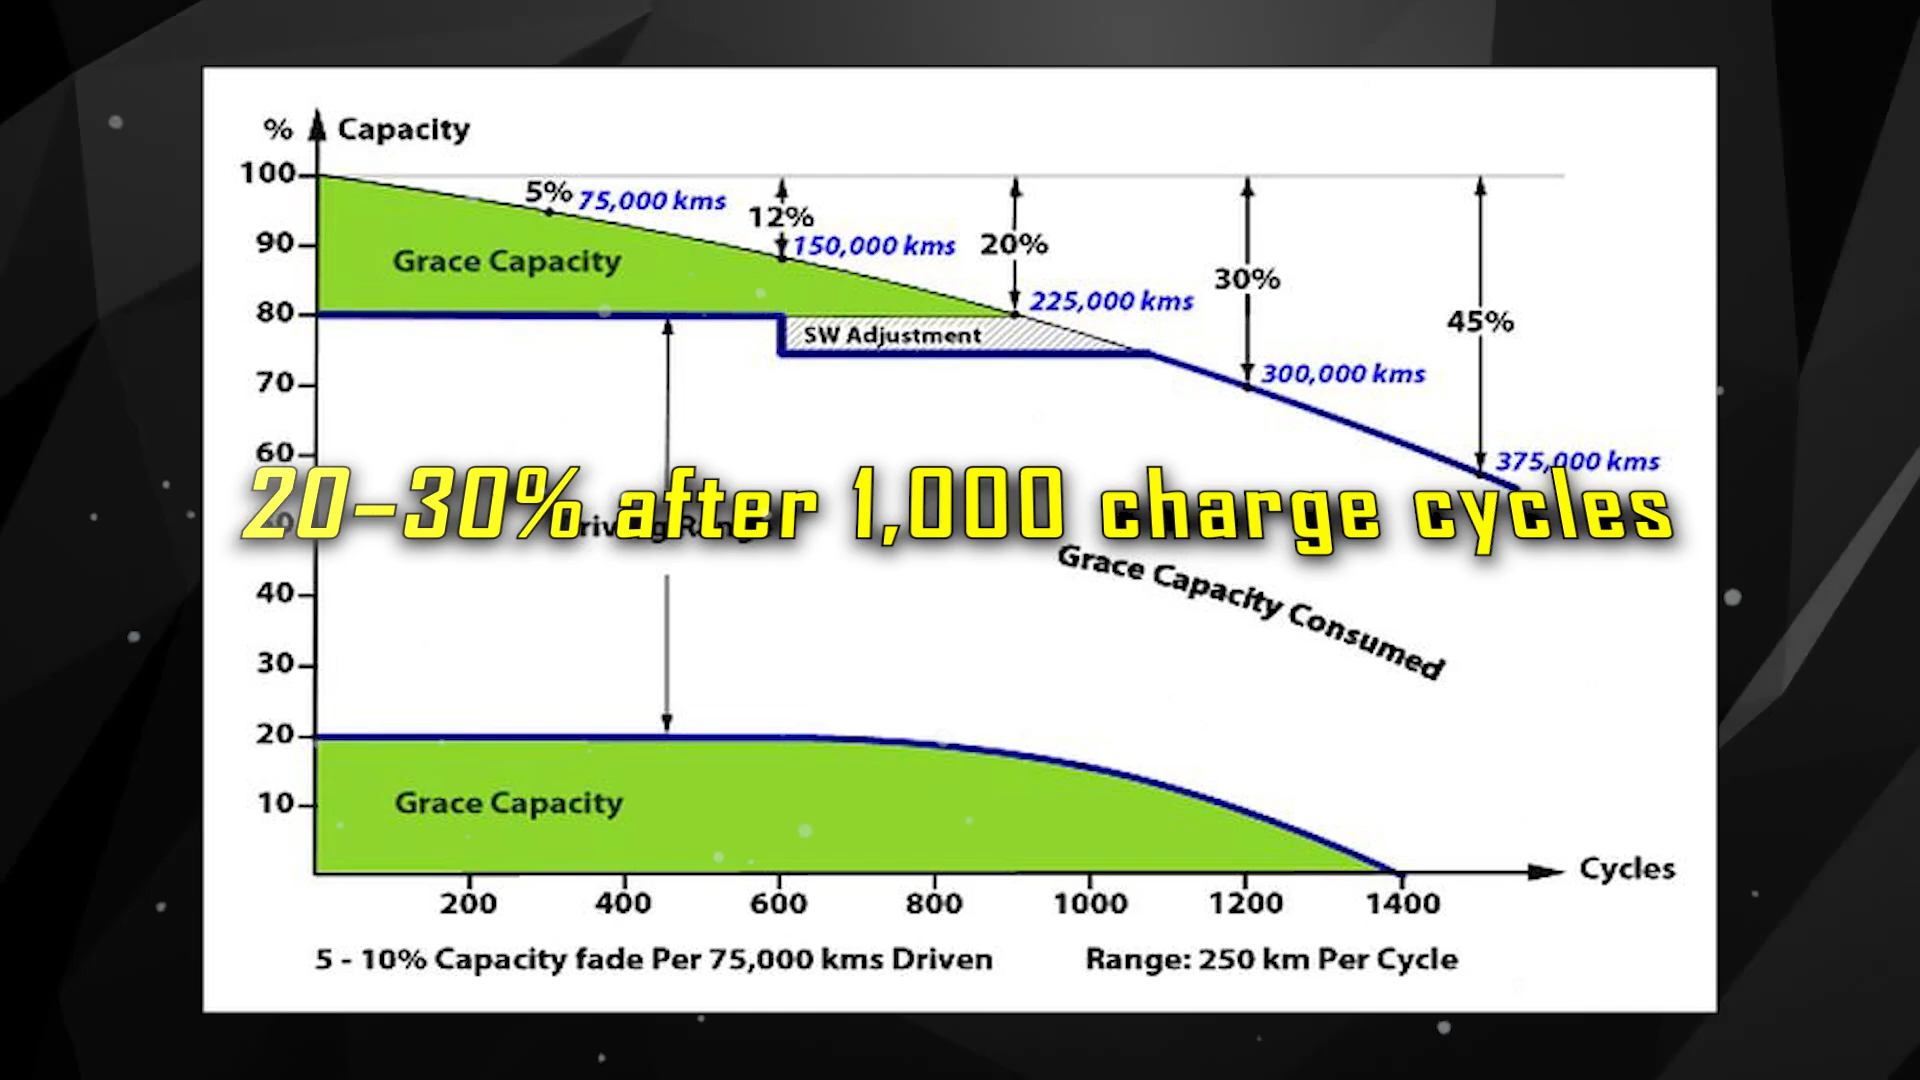 % Capacity
100
5% 75,000 kms
12%
90
150,000 kms
20%
Grace Capacity
30%
80
225,000 kms
45%
SW Adjustment
70
300,000 kms
60
375,000 kms
20-30% after 1,000 charge cycles
Grace Capacity Consumed
40
30
20
10
Grace Capacity
Cycles
200 400 600 800 1000 1200 1400
5 - 10% Capacity fade Per 75,000 kms Driven
Range: 250 km Per Cycle